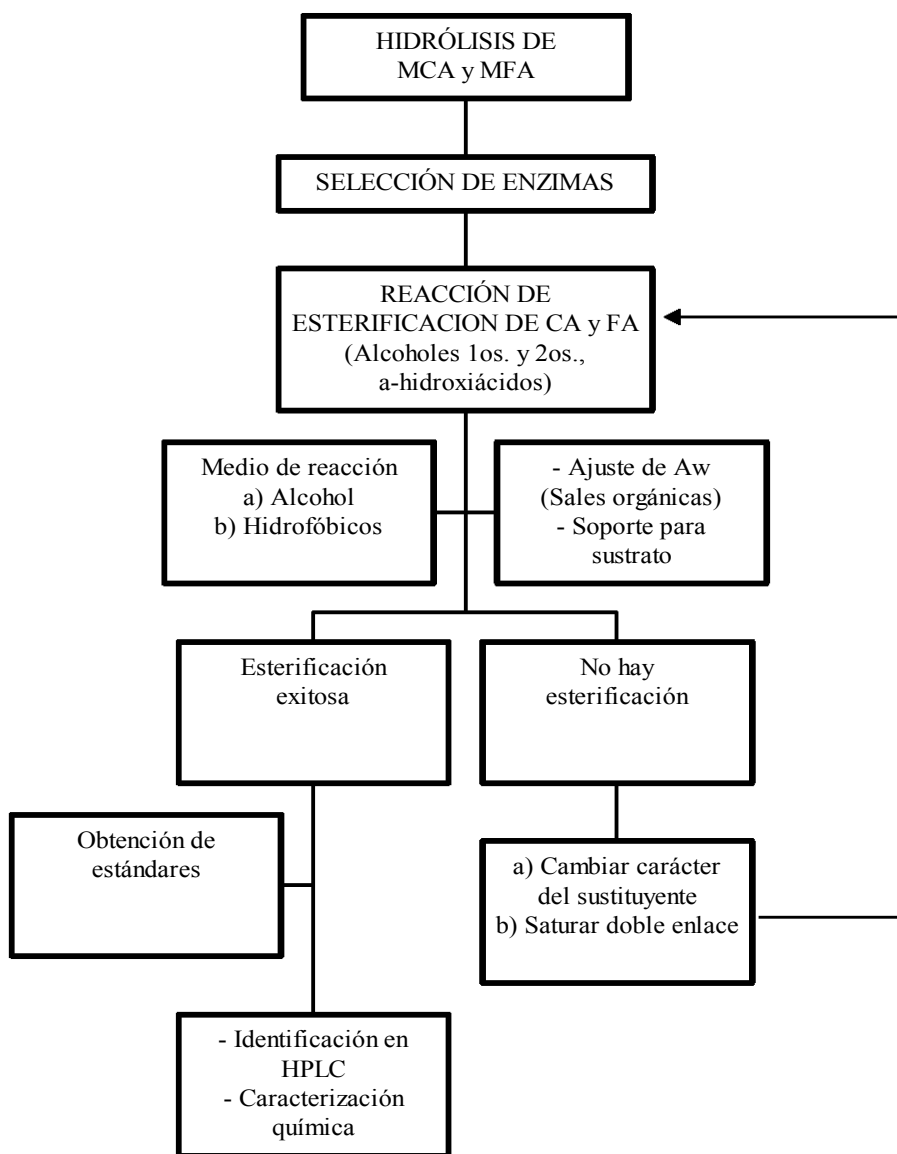 HIDRÓLISIS DE
MCA y MFA
SELECCIÓN DE ENZIMAS
REACCIÓN DE
ESTERIFICACION DE CA y FA
(Alcoholes 1os. y 2os.,
a-hidroxiácidos)
Medio de reacción
a) Alcohol
b) Hidrofóbicos
- Ajuste de Aw
(Sales orgánicas)
- Soporte para
sustrato
Esterificación
exitosa
No hay
esterificación
Obtención de
estándares
a) Cambiar carácter
del sustituyente
b) Saturar doble enlace
- Identificación en
HPLC
- Caracterización
química